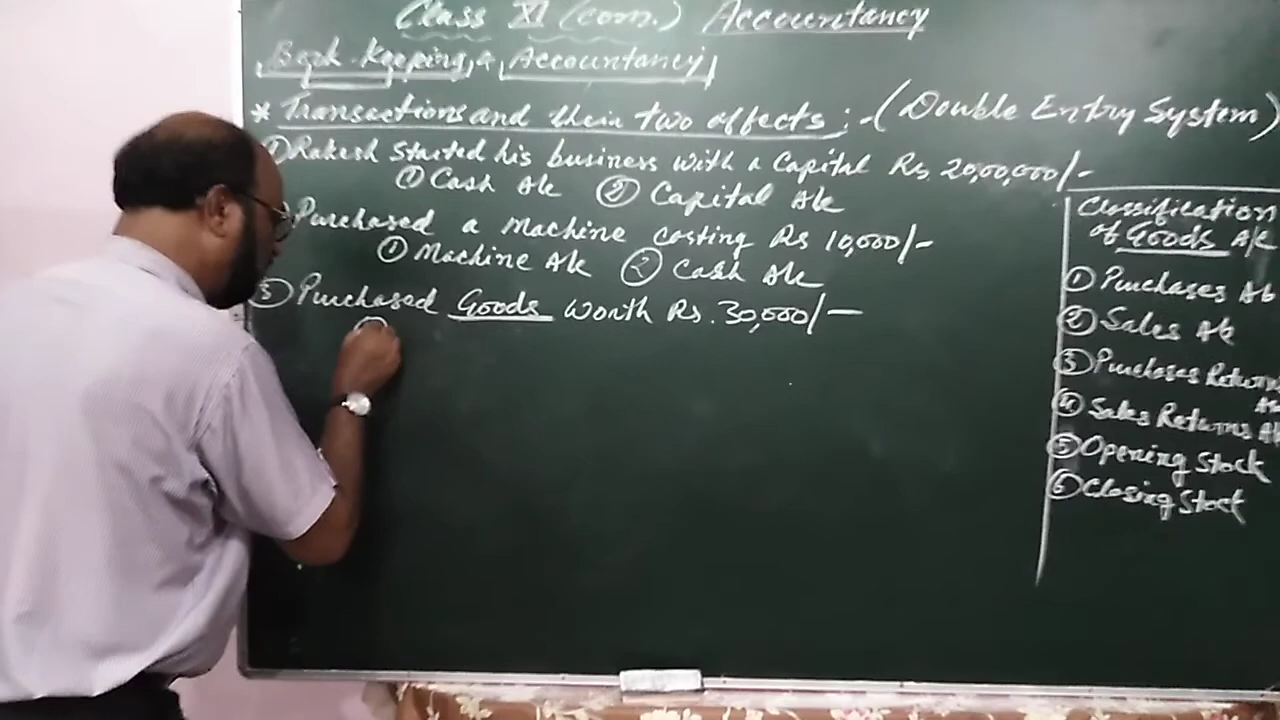 Class XI (com.) Accountancy
Book-Keeping & Accountancy
* Transactions and their two affects :- (Double Entry System)
① Rakesh Started his business with a Capital Rs. 20,00,000/-
① Cash A/c ② Capital A/c
Purchased a Machine costing Rs 10,000/-
① Machine A/c ② Cash A/c
③ Purchased Goods worth Rs. 30,000/-
Classification
of Goods A/c
① Purchases A/c
② Sales A/c
③ Purchases Returns
A/c
④ Sales Returns A/c
⑤ Opening Stock
⑥ Closing Stock